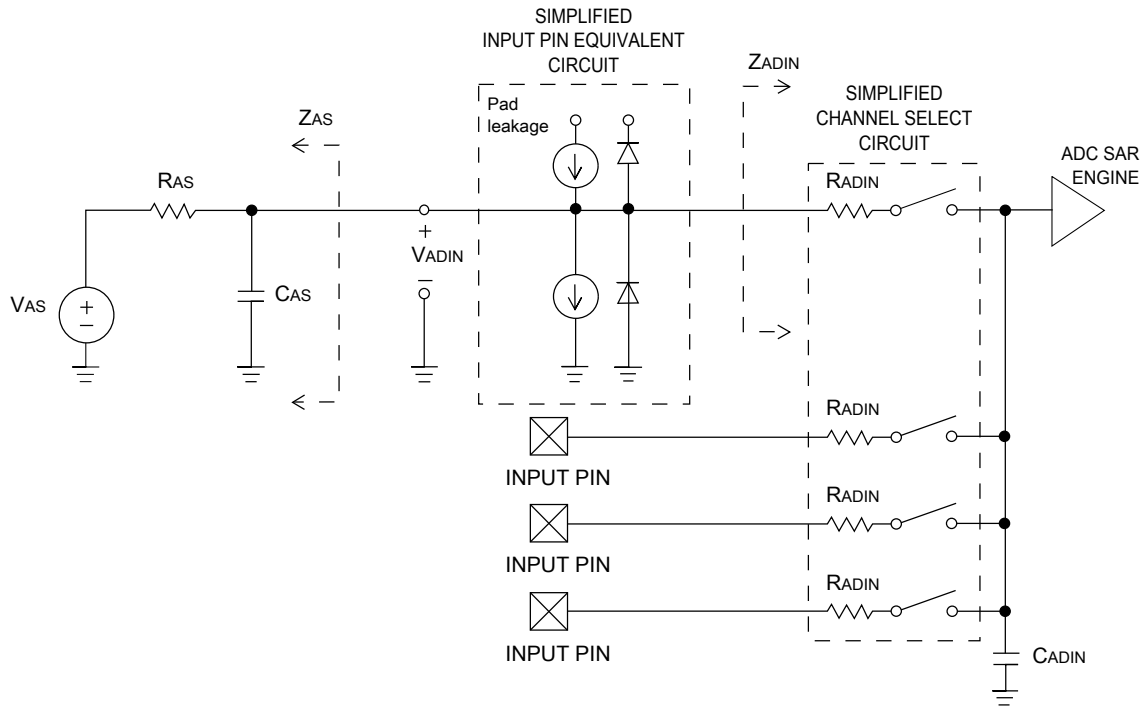 SIMPLIFIED
INPUT PIN EQUIVALENT
CIRCUIT
Pad
leakage
ZADIN
SIMPLIFIED
CHANNEL SELECT
CIRCUIT
ADC SAR
ENGINE
ZAS
RAS
RADIN
+
VADIN
−
VAS
+
−
CAS
RADIN
INPUT PIN
RADIN
INPUT PIN
RADIN
INPUT PIN
CADIN